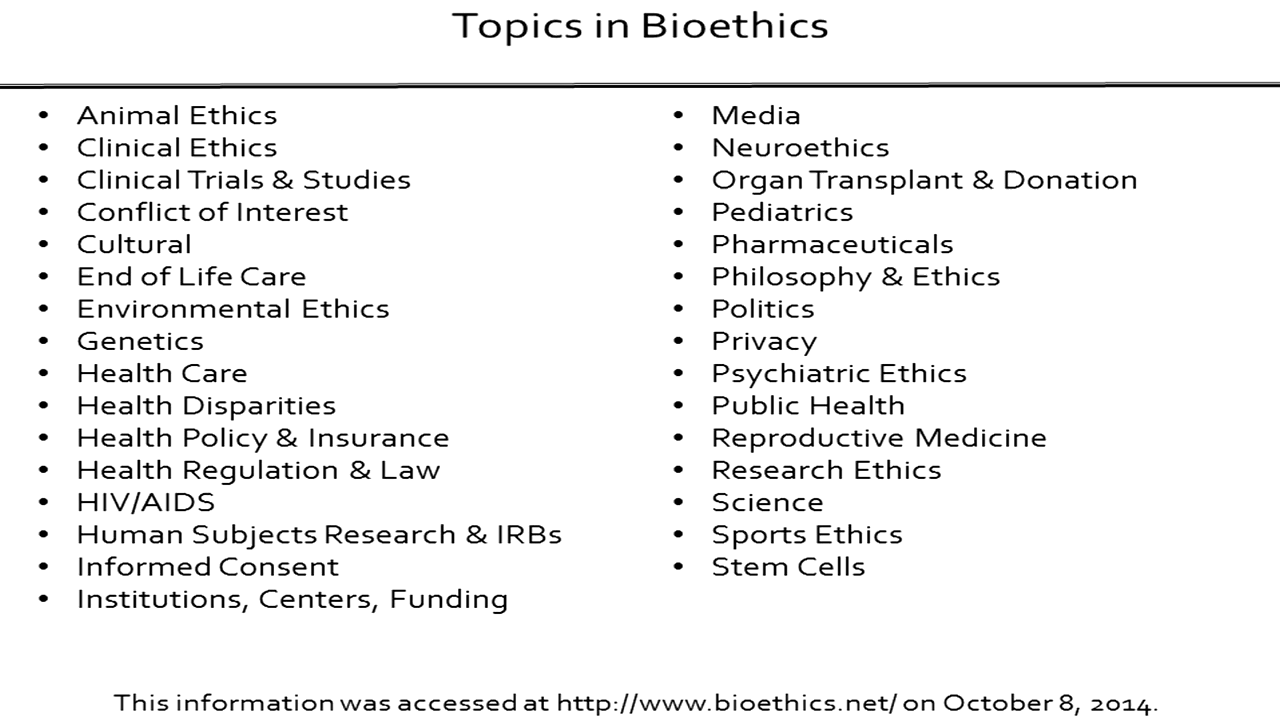 Topics in Bioethics
• Animal Ethics
• Clinical Ethics
• Clinical Trials & Studies
• Conflict of Interest
• Cultural
• End of Life Care
• Environmental Ethics
• Genetics
• Health Care
• Health Disparities
• Health Policy & Insurance
• Health Regulation & Law
• HIV/AIDS
• Human Subjects Research & IRBs
• Informed Consent
• Institutions, Centers, Funding
• Media
• Neuroethics
• Organ Transplant & Donation
• Pediatrics
• Pharmaceuticals
• Philosophy & Ethics
• Politics
• Privacy
• Psychiatric Ethics
• Public Health
• Reproductive Medicine
• Research Ethics
• Science
• Sports Ethics
• Stem Cells
This information was accessed at http://www.bioethics.net/ on October 8, 2014.